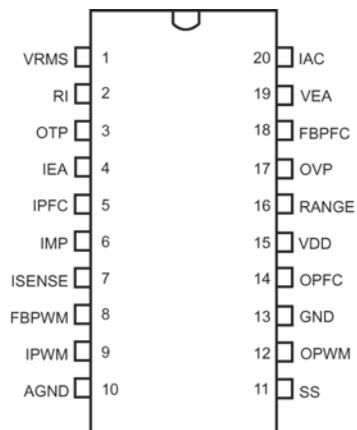 VRMS 1 20 IAC
RI 2 19 VEA
OTP 3 18 FBPFC
IEA 4 17 OVP
IPFC 5 16 RANGE
IMP 6 15 VDD
ISENSE 7 14 OPFC
FBPWM 8 13 GND
IPWM 9 12 OPWM
AGND 10 11 SS